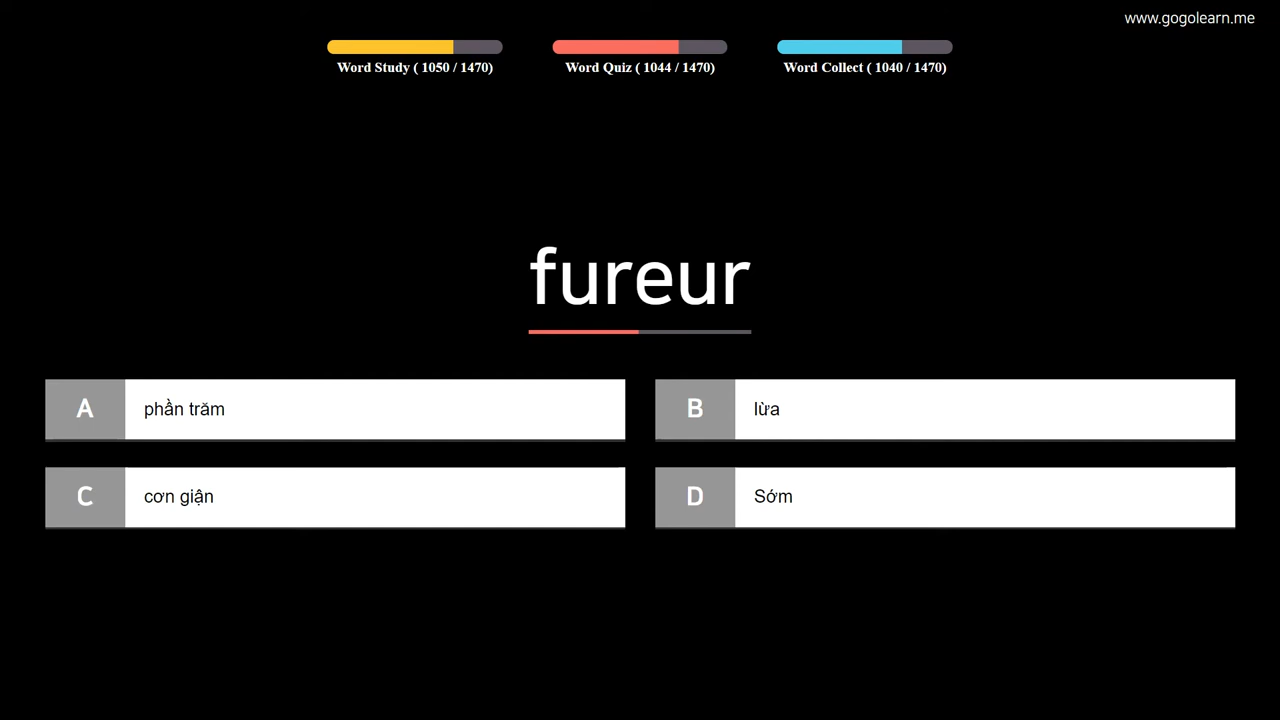 www.gogolearn.me
Word Study ( 1050 / 1470)
Word Quiz ( 1044 / 1470)
Word Collect ( 1040 / 1470)
fureur
A phần trăm
B lừa
C cơn giận
D Sớm